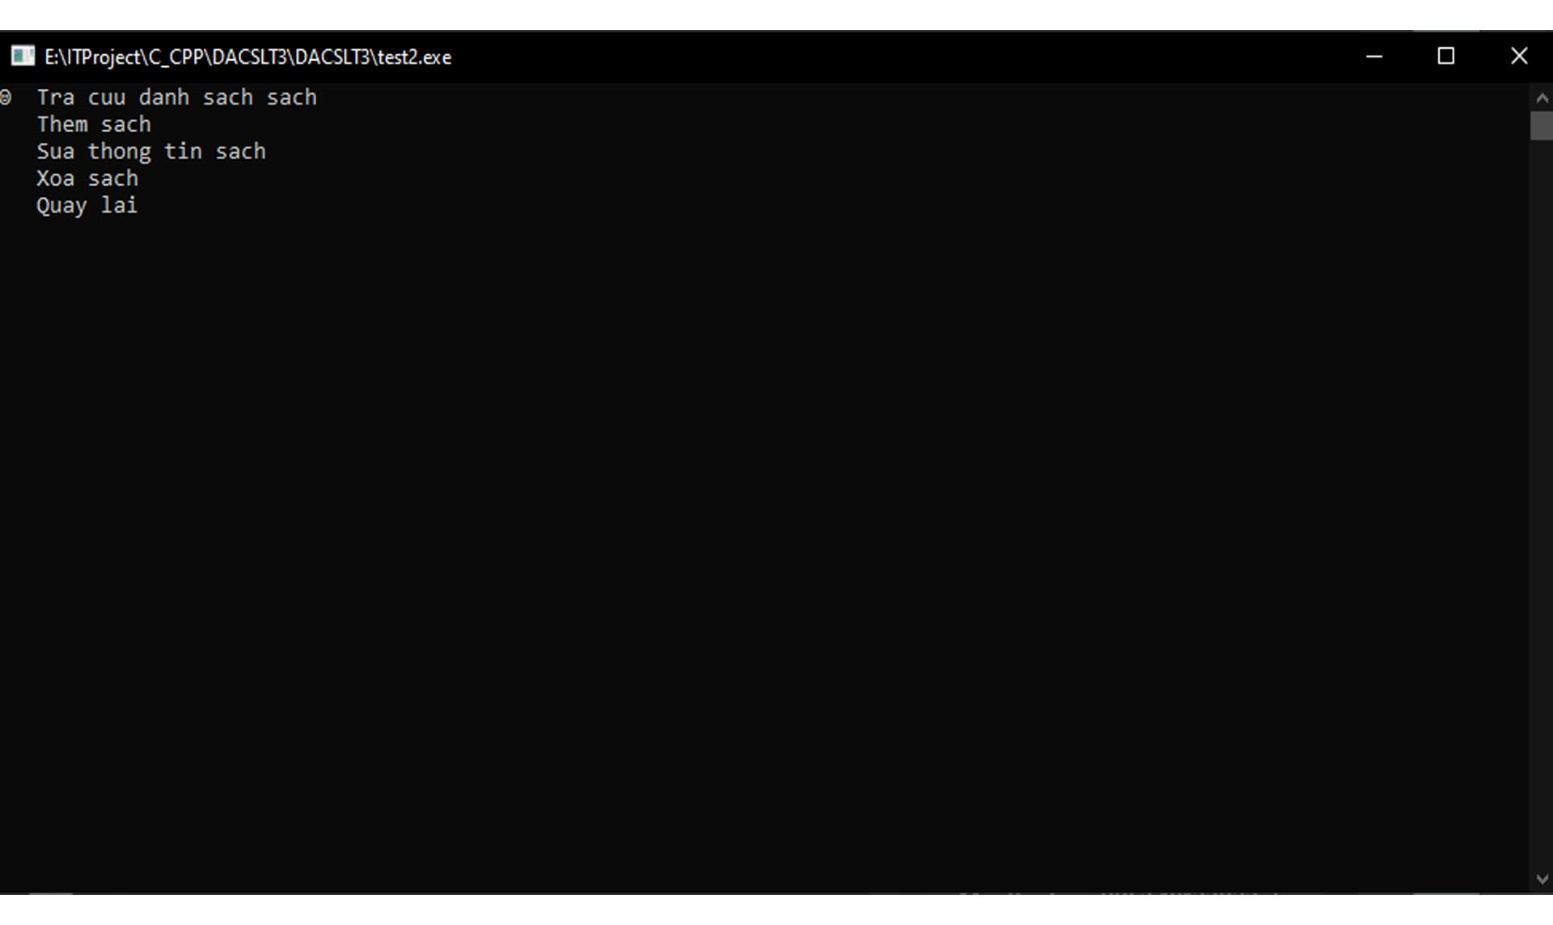 E:\ITProject\C_CPP\DACSLT3\DACSLT3\test2.exe
Tra cuu danh sach sach
Them sach
Sua thong tin sach
Xoa sach
Quay lai